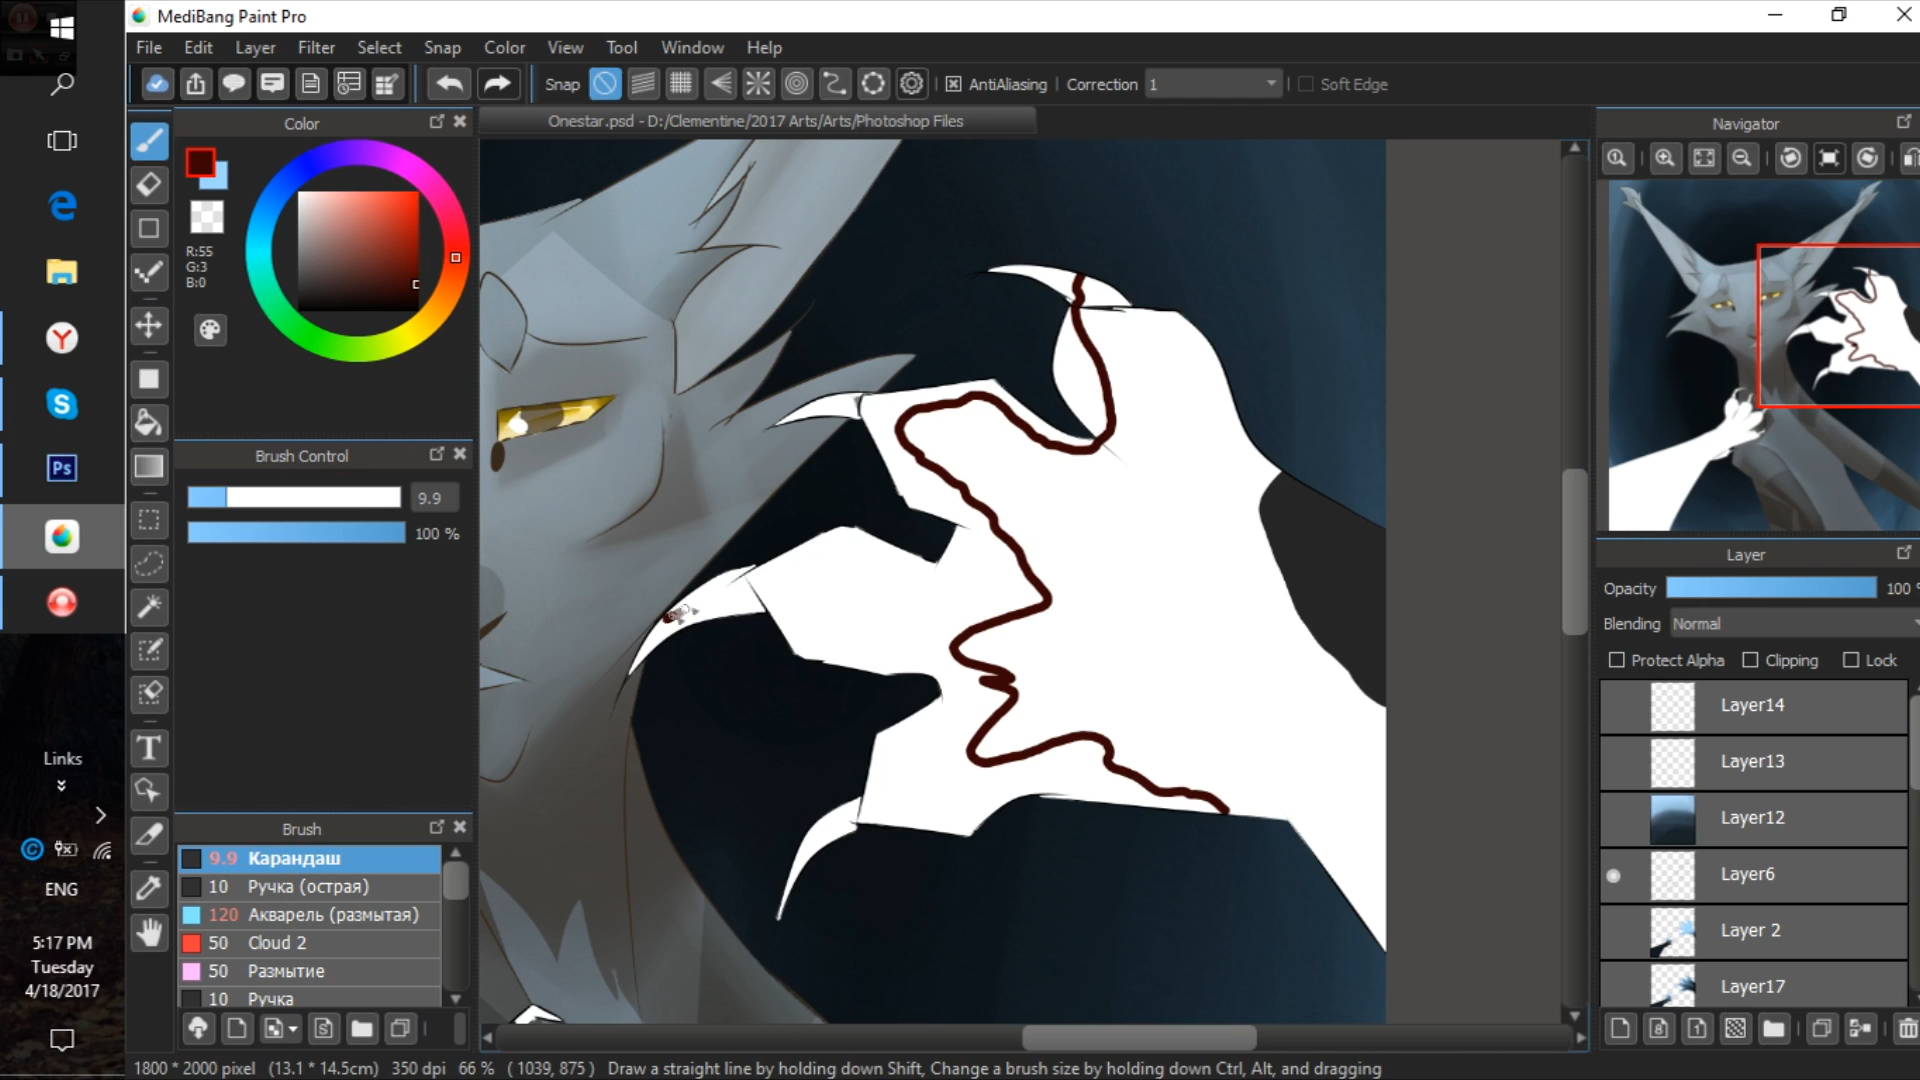 MediBang Paint Pro
File Edit Layer Filter Select Snap Color View Tool Window Help
Snap AntiAliasing Correction 1 Soft Edge
Color
Onestar.psd - D:/Clementine/2017 Arts/Arts/Photoshop Files
Navigator
R:55
G:3
B:0
Brush Control
9.9
100 %
Ps
Layer
Opacity 100 %
Blending Normal
Protect Alpha Clipping Lock
Layer14
Layer13
Layer12
Layer6
Layer 2
Layer17
Brush
9.9 Карандаш
10 Ручка (острая)
120 Акварель (размытая)
50 Cloud 2
50 Размытие
10 Ручка
Links
ENG
5:17 PM
Tuesday
4/18/2017
1800 * 2000 pixel (13.1 * 14.5cm) 350 dpi 66 % ( 1039, 875 ) Draw a straight line by holding down Shift, Change a brush size by holding down Ctrl, Alt, and dragging